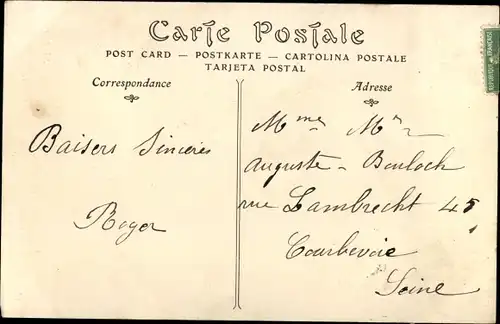 Carte Postale
POST CARD — POSTKARTE — CARTOLINA POSTALE
TARJETA POSTAL
Correspondance
Adresse
Baisers Sincères
Roger
Mme Mr
Auguste - Bouloch
rue Lambrecht 45
Courbevoie
Seine